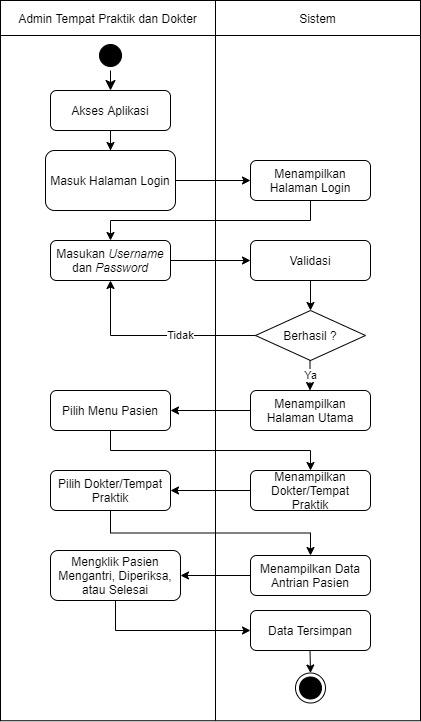 Admin Tempat Praktik dan Dokter
Sistem
Akses Aplikasi
Masuk Halaman Login
Menampilkan
Halaman Login
Masukan Username
dan Password
Validasi
Berhasil ?
Tidak
Ya
Menampilkan
Halaman Utama
Pilih Menu Pasien
Menampilkan
Dokter/Tempat
Praktik
Pilih Dokter/Tempat
Praktik
Menampilkan Data
Antrian Pasien
Mengklik Pasien
Mengantri, Diperiksa,
atau Selesai
Data Tersimpan